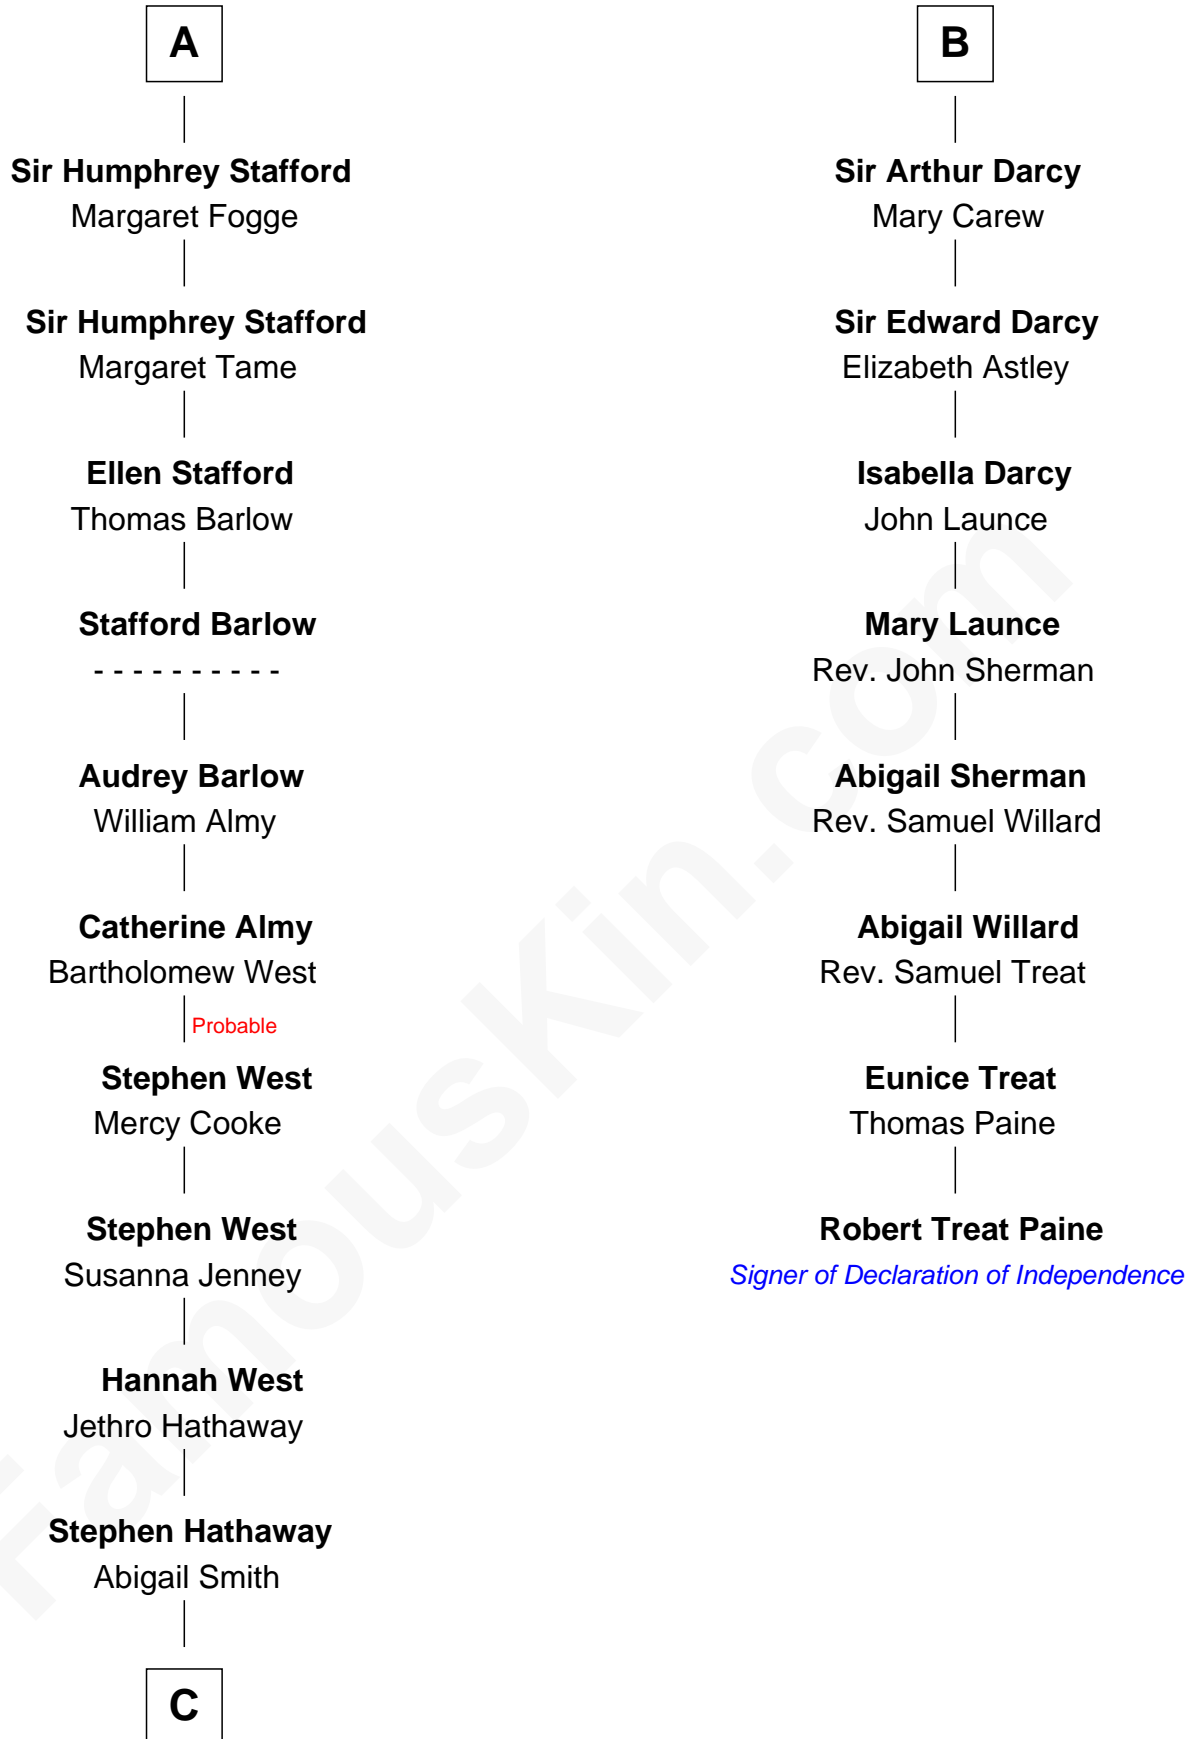 A
Sir Humphrey Stafford
Margaret Fogge
Sir Humphrey Stafford
Margaret Tame
Ellen Stafford
Thomas Barlow
Stafford Barlow
- - - - - - - - - -
Audrey Barlow
William Almy
Catherine Almy
Bartholomew West
Probable
Stephen West
Mercy Cooke
Stephen West
Susanna Jenney
Hannah West
Jethro Hathaway
Stephen Hathaway
Abigail Smith
C
B
Sir Arthur Darcy
Mary Carew
Sir Edward Darcy
Elizabeth Astley
Isabella Darcy
John Launce
Mary Launce
Rev. John Sherman
Abigail Sherman
Rev. Samuel Willard
Abigail Willard
Rev. Samuel Treat
Eunice Treat
Thomas Paine
Robert Treat Paine
Signer of Declaration of Independence
FamousKin.com